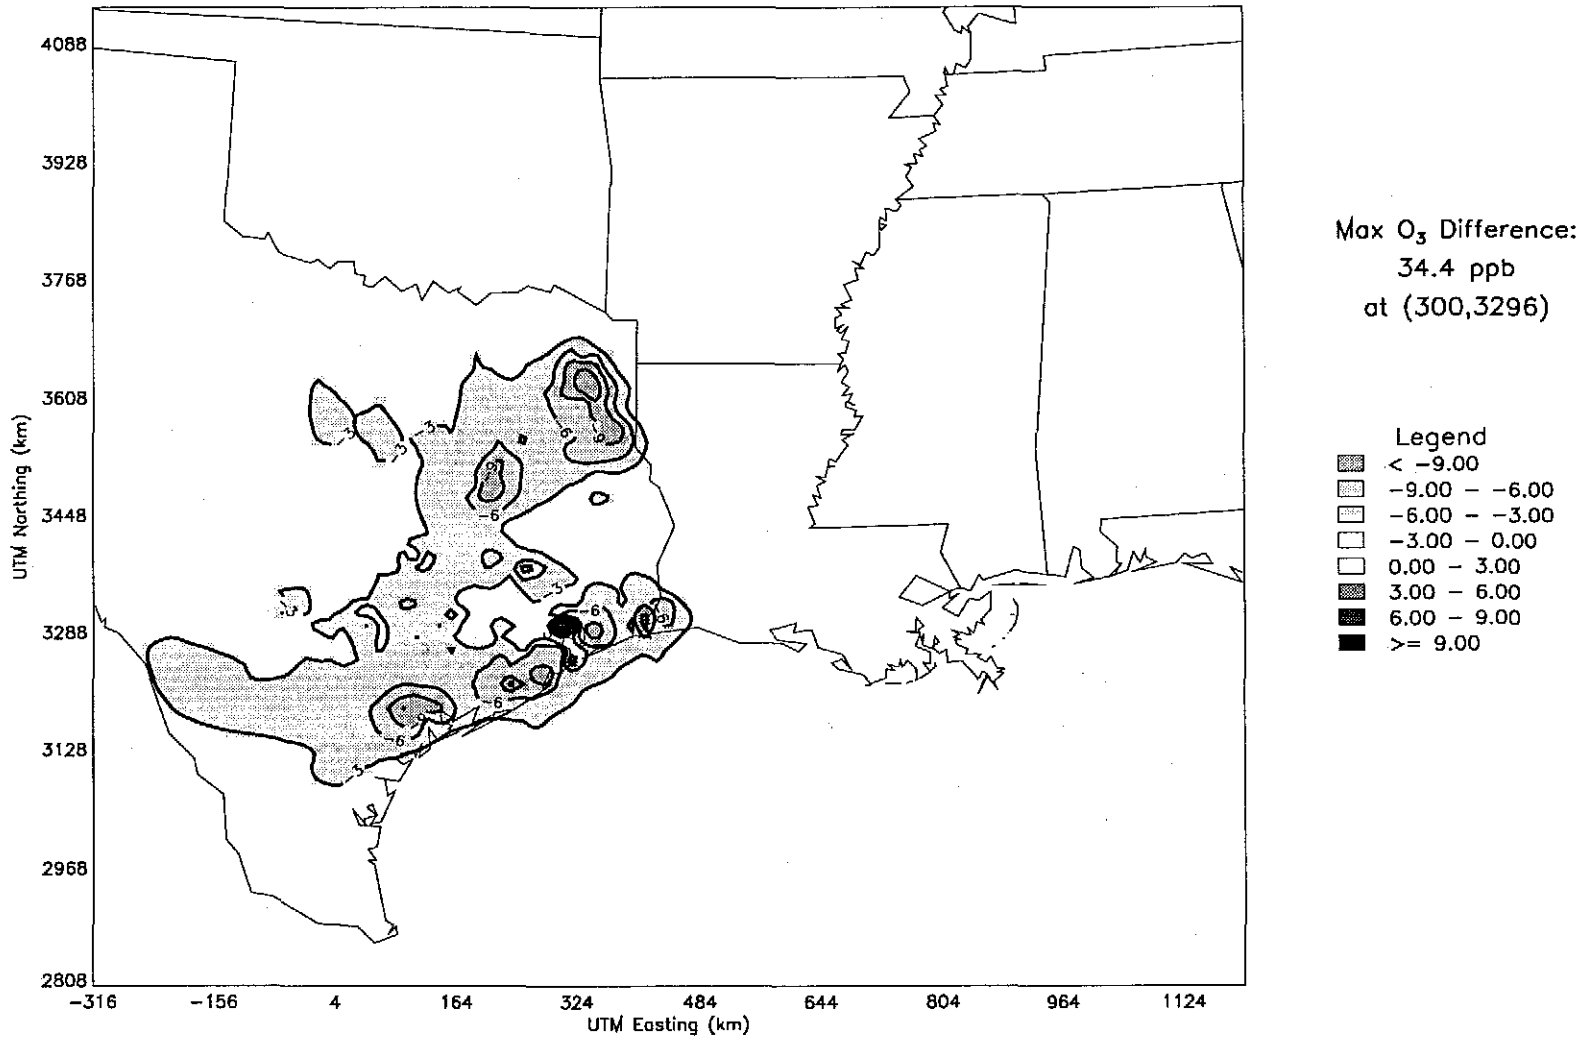 4088
3928
3768
3608
3448
3288
3128
2968
2808
UTM Northing (km)
-316 -156 4 164 324 484 644 804 964 1124
UTM Easting (km)
-3
-3
-3
-6
-6
-9
-6
-3
-6
-6
-6
-3
Max O₃ Difference:
34.4 ppb
at (300,3296)
Legend
< -9.00
-9.00 - -6.00
-6.00 - -3.00
-3.00 - 0.00
0.00 - 3.00
3.00 - 6.00
6.00 - 9.00
>= 9.00